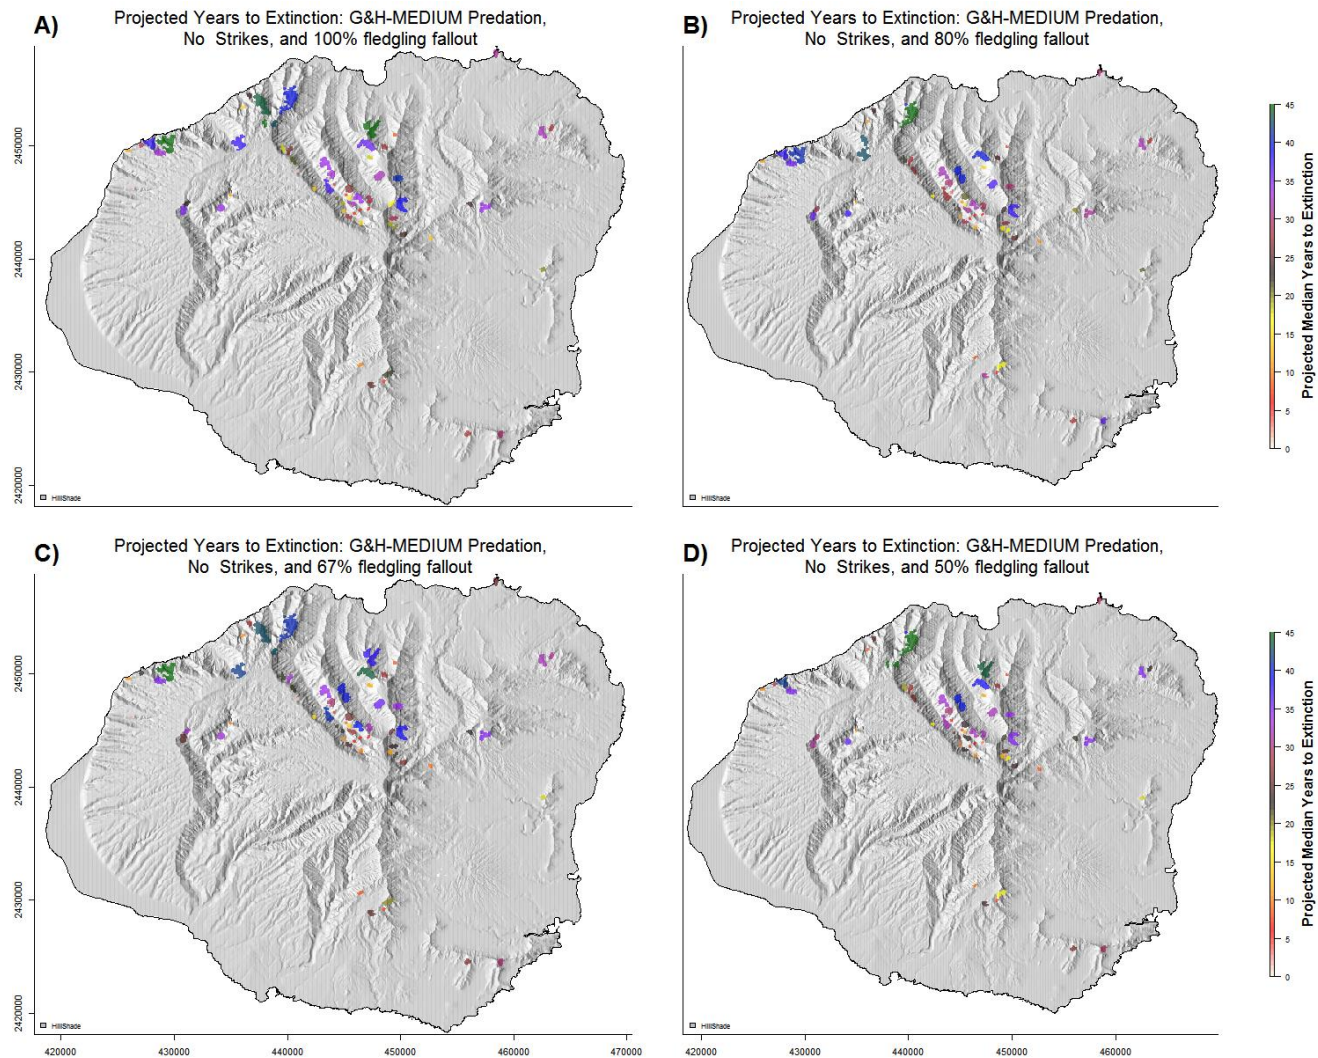 A)
Projected Years to Extinction: G&H-MEDIUM Predation,
No Strikes, and 100% fledgling fallout
2450000
2440000
2430000
2420000
HillShade
B)
Projected Years to Extinction: G&H-MEDIUM Predation,
No Strikes, and 80% fledgling fallout
HillShade
45
40
35
30
25
20
15
10
5
0
Projected Median Years to Extinction
C)
Projected Years to Extinction: G&H-MEDIUM Predation,
No Strikes, and 67% fledgling fallout
2450000
2440000
2430000
2420000
HillShade
420000
430000
440000
450000
460000
470000
D)
Projected Years to Extinction: G&H-MEDIUM Predation,
No Strikes, and 50% fledgling fallout
HillShade
420000
430000
440000
450000
460000
45
40
35
30
25
20
15
10
5
0
Projected Median Years to Extinction